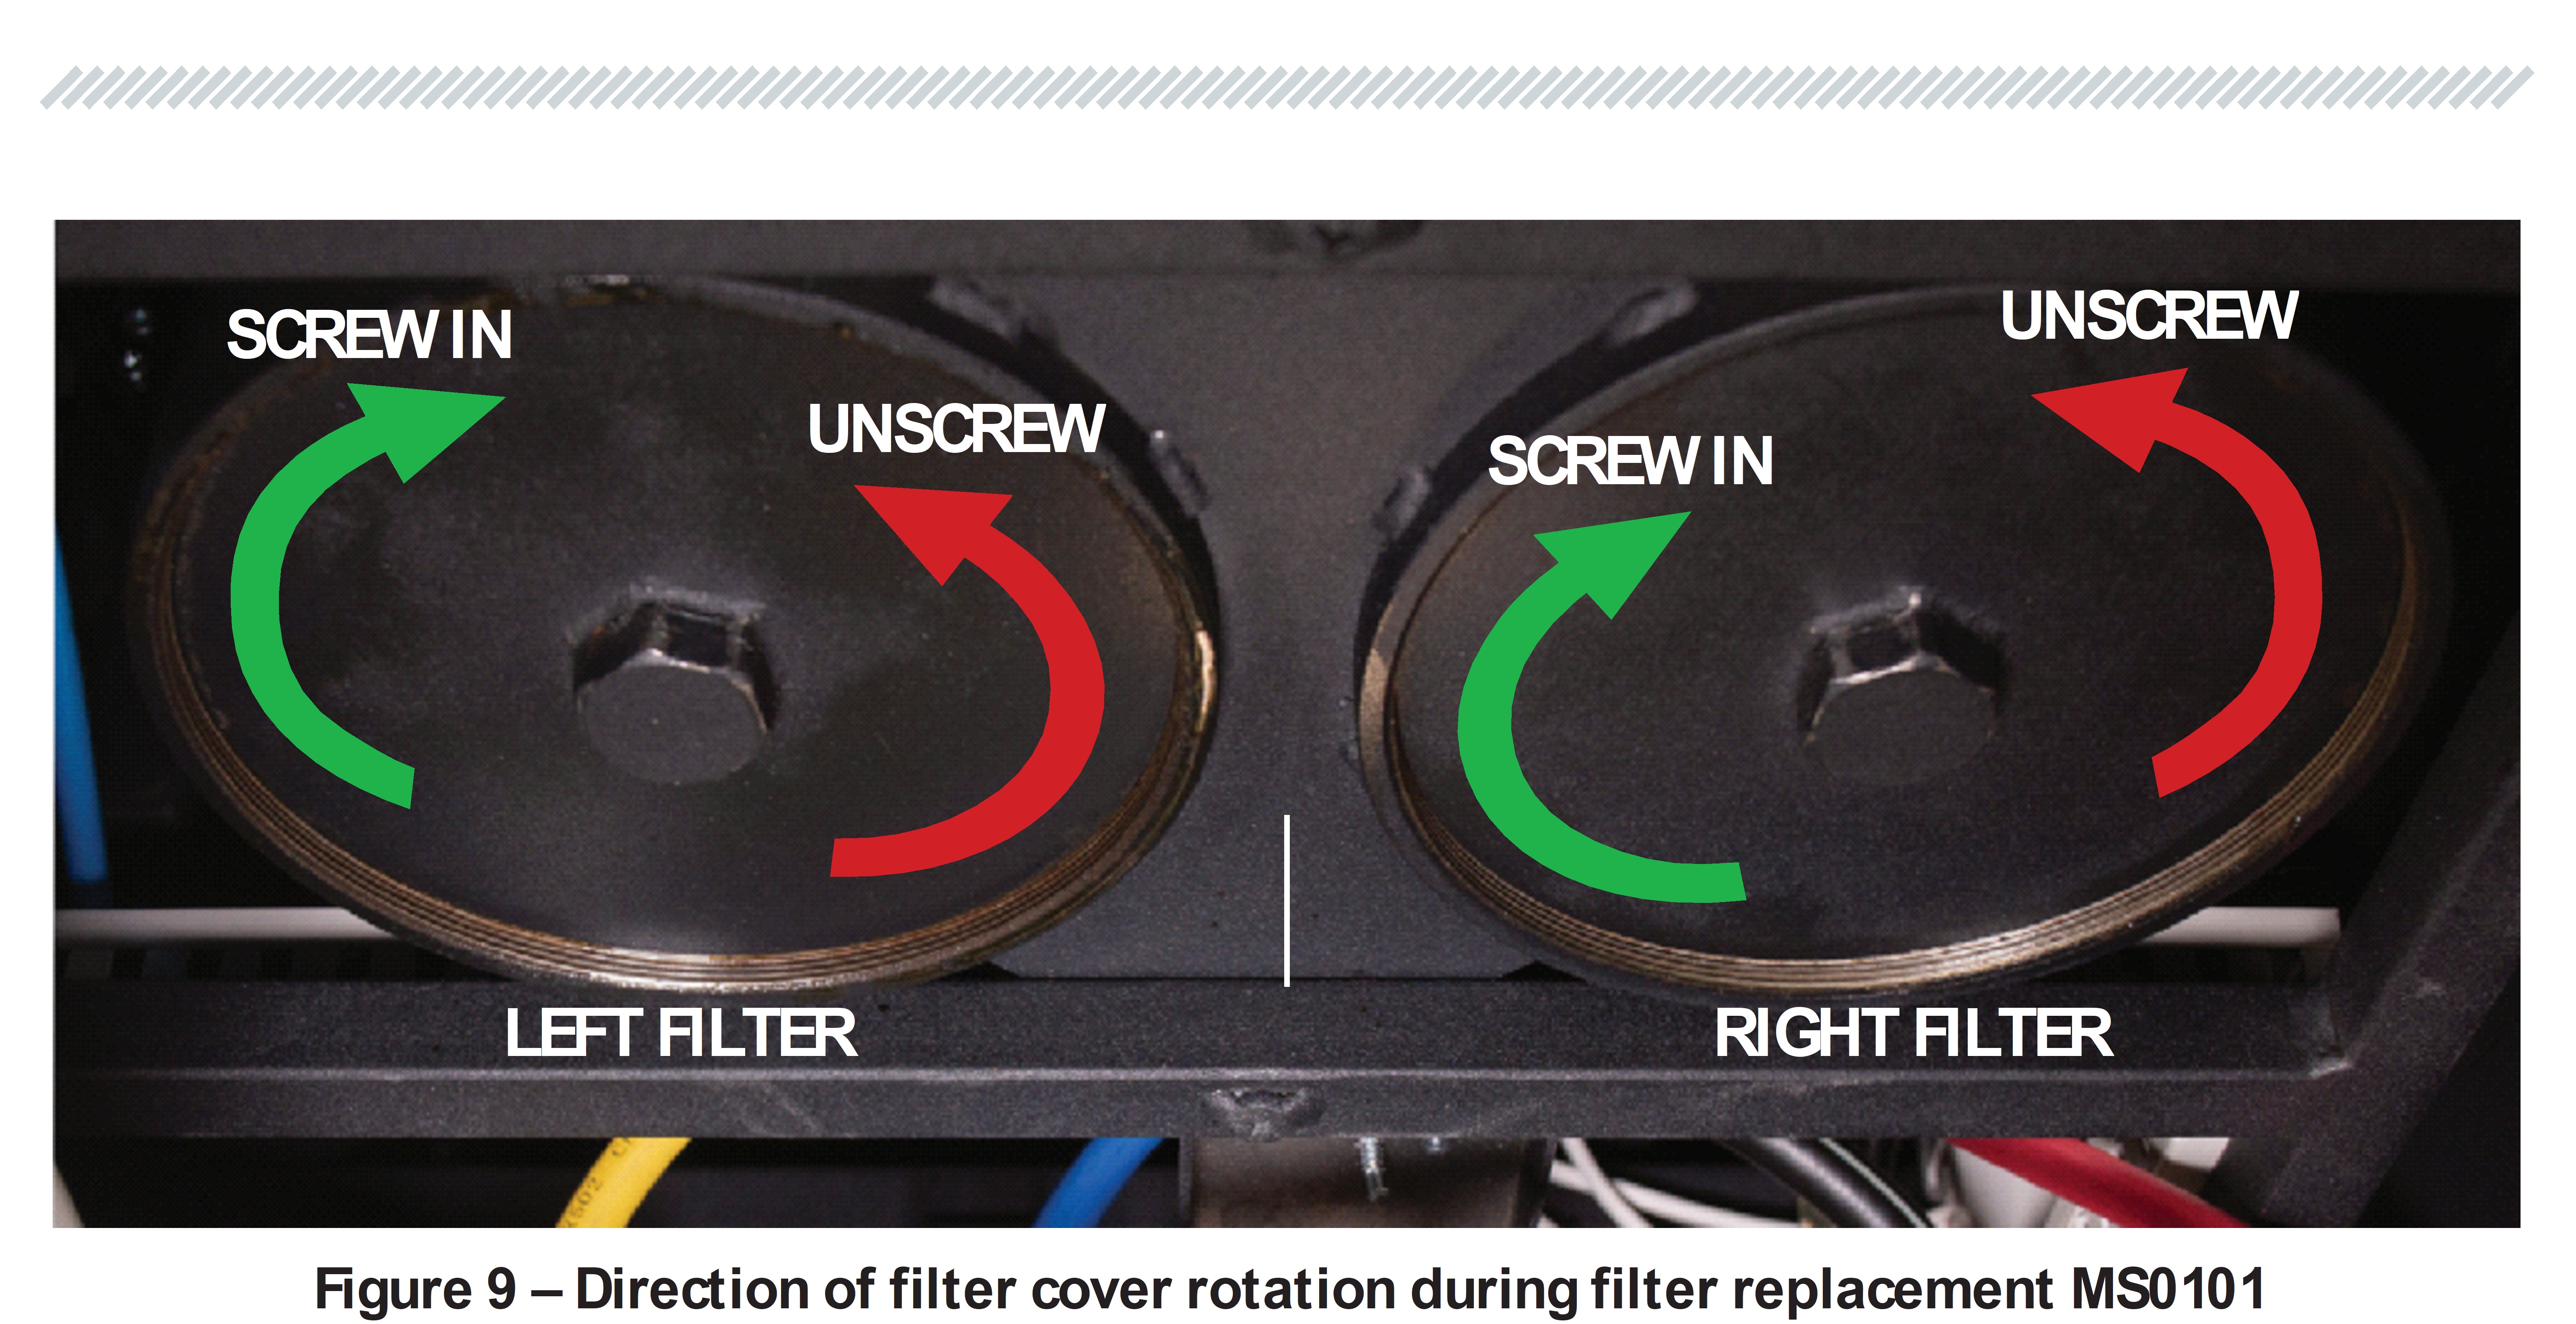 SCREW IN
UNSCREW
UNSCREW
SCREW IN
LEFT FILTER
RIGHT FILTER
Figure 9 – Direction of filter cover rotation during filter replacement MS0101